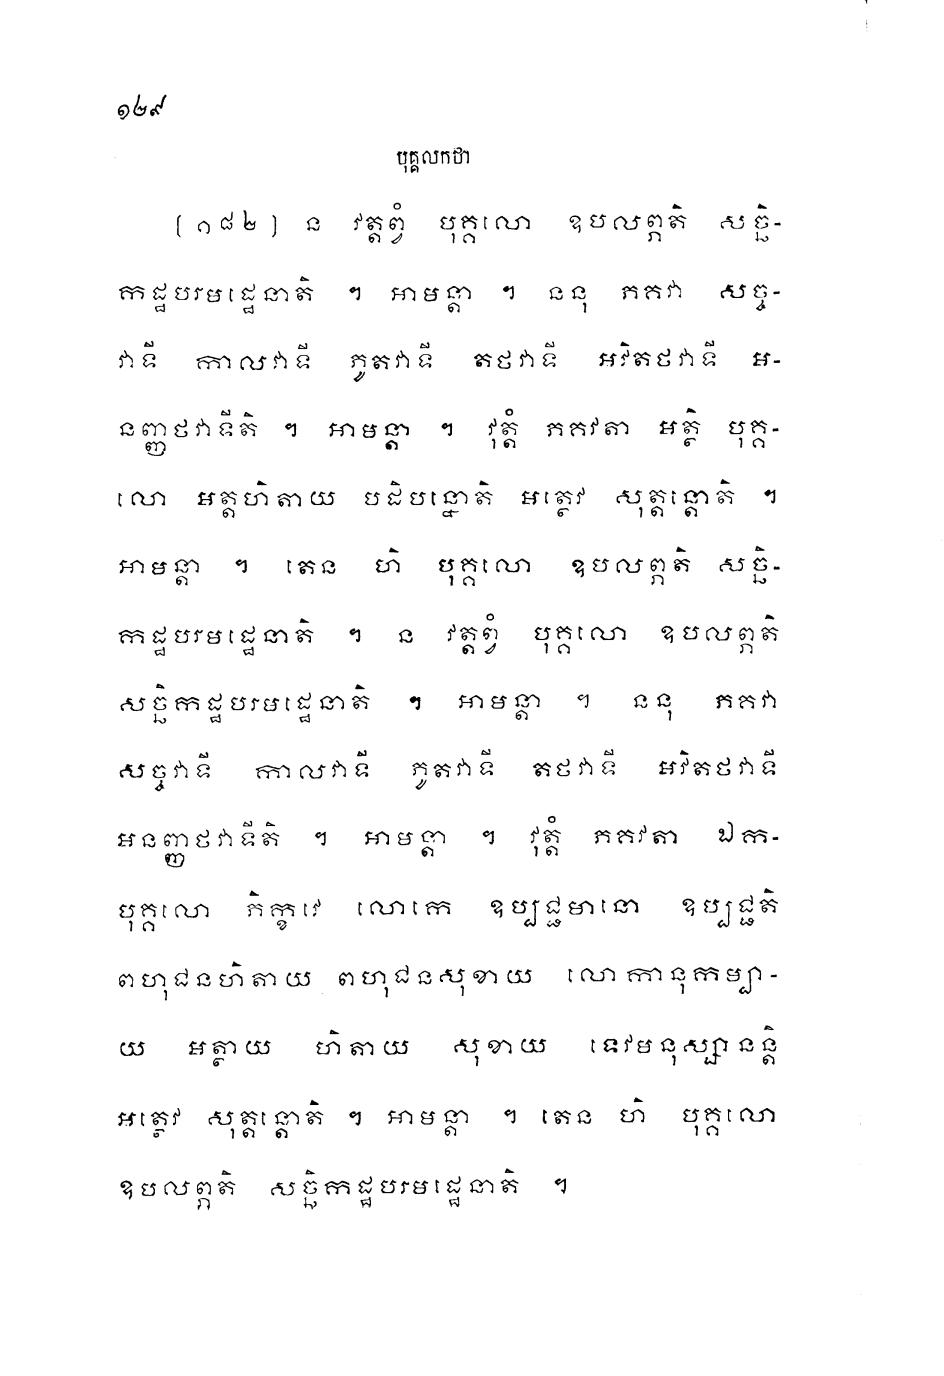 ១២៩
បុគ្គលកថា
[១៨២] ន វត្តព្វំ បុគ្គលោ ឧបលព្ភតិ សច្ឆិ-
កដ្ឋបរមដ្ឋេនាតិ ។ អាមន្តា ។ ននុ ភគវា សច្ច-
វាទី កាលវាទី ភូតវាទី តថវាទី អវិតថវាទី អ-
នញ្ញថវាទីតិ ។ អាមន្តា ។ វុត្តំ ភគវតា អត្ថិ បុគ្គ-
លោ អត្តហិតាយ បដិបន្នោតិ អត្ថេវ សុត្តន្តោតិ ។
អាមន្តា ។ តេន ហិ បុគ្គលោ ឧបលព្ភតិ សច្ឆិ-
កដ្ឋបរមដ្ឋេនាតិ ។ ន វត្តព្វំ បុគ្គលោ ឧបលព្ភតិ
សច្ឆិកដ្ឋបរមដ្ឋេនាតិ ។ អាមន្តា ។ ននុ ភគវា
សច្ចវាទី កាលវាទី ភូតវាទី តថវាទី អវិតថវាទី
អនញ្ញថវាទីតិ ។ អាមន្តា ។ វុត្តំ ភគវតា ឯក-
បុគ្គលោ ភិក្ខវេ លោកេ ឧប្បជ្ជមានោ ឧប្បជ្ជតិ
ពហុជនហិតាយ ពហុជនសុខាយ លោកានុកម្បា-
យ អត្ថាយ ហិតាយ សុខាយ ទេវមនុស្សានន្តិ
អត្ថេវ សុត្តន្តោតិ ។ អាមន្តា ។ តេន ហិ បុគ្គលោ
ឧបលព្ភតិ សច្ឆិកដ្ឋបរមដ្ឋេនាតិ ។